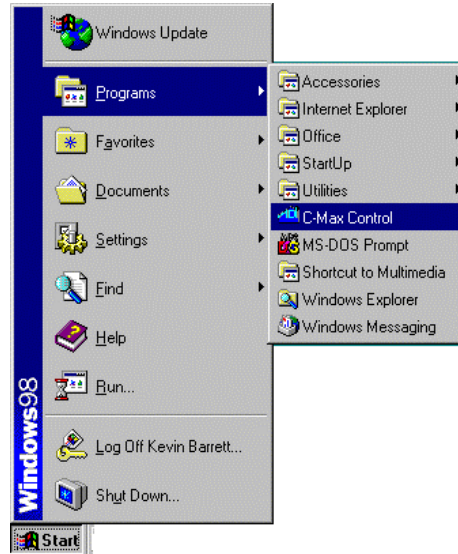 Windows Update
Programs
Favorites
Documents
Settings
Find
Help
Run...
Log Off Kevin Barrett...
Shut Down...
Windows98
Start
Accessories
Internet Explorer
Office
StartUp
Utilities
C-Max Control
MS-DOS Prompt
Shortcut to Multimedia
Windows Explorer
Windows Messaging